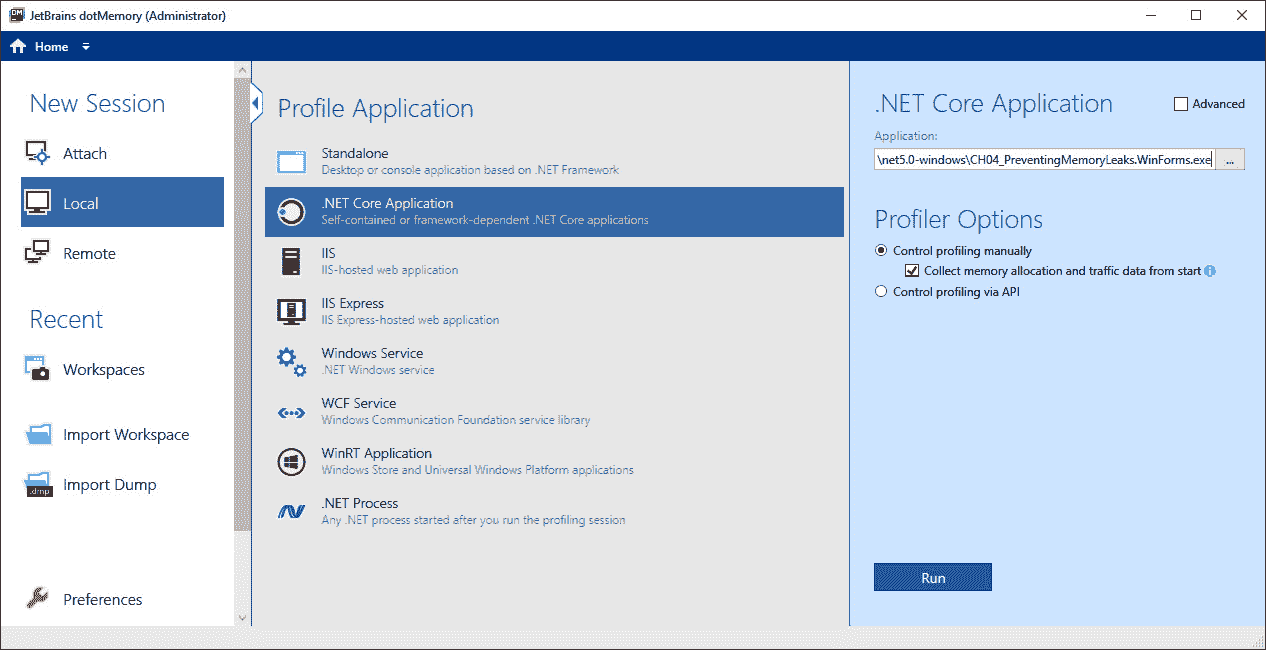 DM
JetBrains dotMemory (Administrator)
Home
New Session
Attach
Local
Remote
Recent
Workspaces
Import Workspace
.dmp
Import Dump
Preferences
Profile Application
Standalone
Desktop or console application based on .NET Framework
.NET Core Application
Self-contained or framework-dependent .NET Core applications
IIS
IIS-hosted web application
IIS Express
IIS Express-hosted web application
Windows Service
.NET Windows service
WCF Service
Windows Communication Foundation service library
WinRT Application
Windows Store and Universal Windows Platform applications
.NET Process
Any .NET process started after you run the profiling session
.NET Core Application
Advanced
Application:
\net5.0-windows\CH04_PreventingMemoryLeaks.WinForms.exe
...
Profiler Options
Control profiling manually
Collect memory allocation and traffic data from start
Control profiling via API
Run